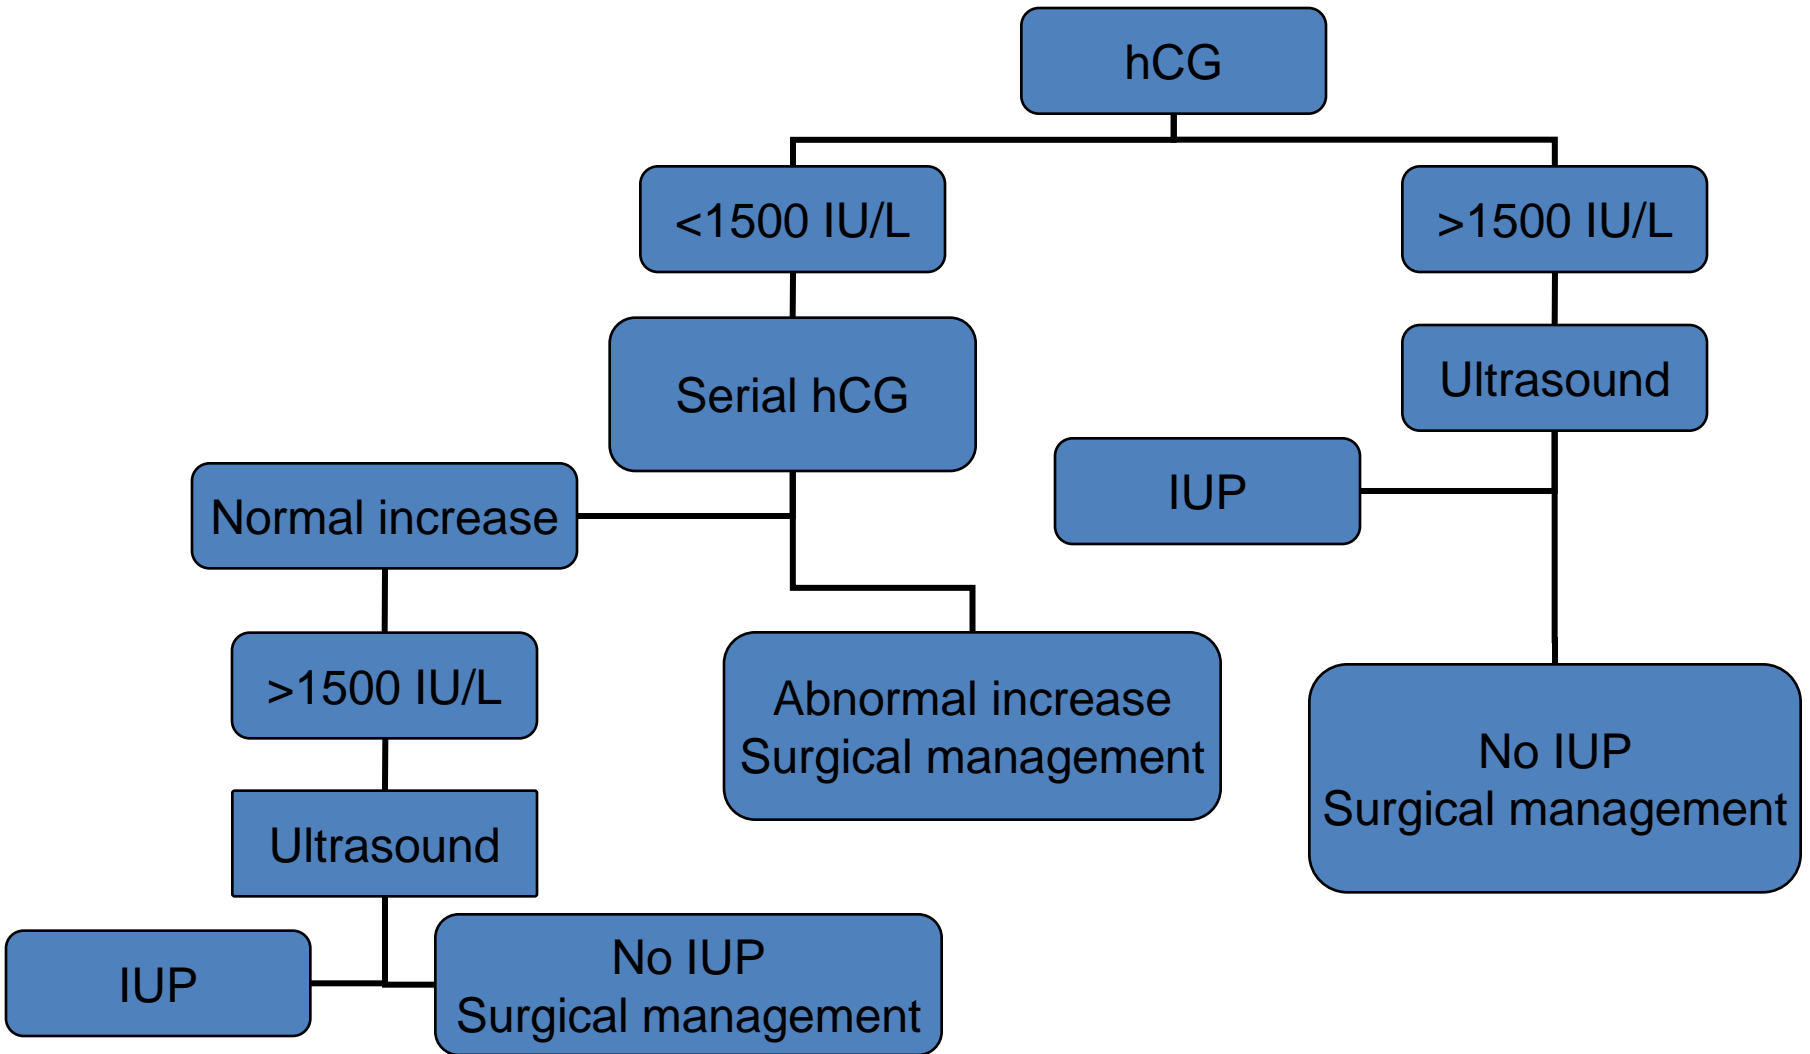 hCG
<1500 IU/L
>1500 IU/L
Serial hCG
Ultrasound
IUP
Normal increase
>1500 IU/L
Abnormal increase
Surgical management
No IUP
Surgical management
Ultrasound
IUP
No IUP
Surgical management